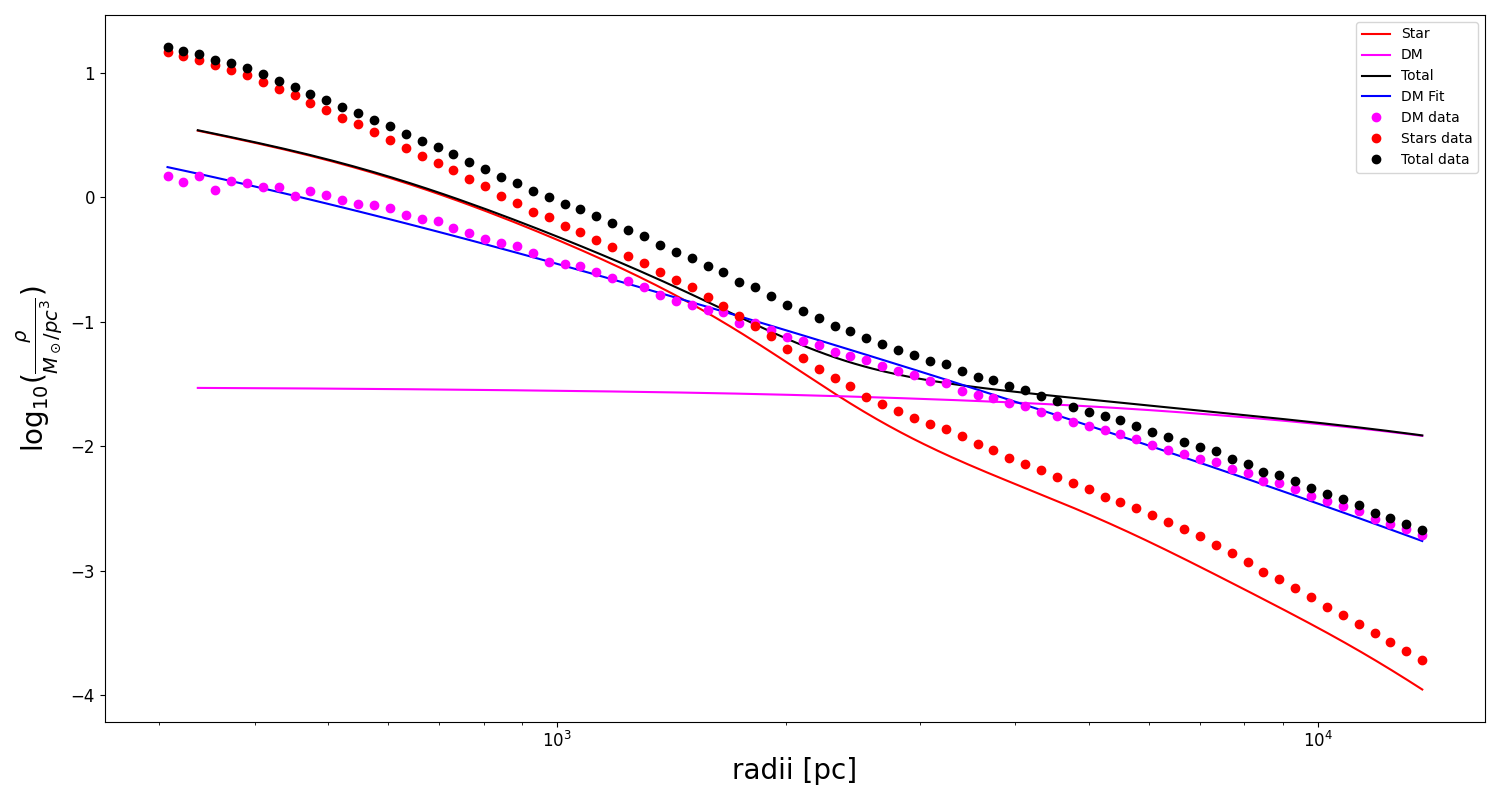 Star
DM
Total
DM Fit
DM data
Stars data
Total data
1
0
−1
−2
−3
−4
log₁₀(ρ / M_⊙/pc³)
10³
10⁴
radii [pc]